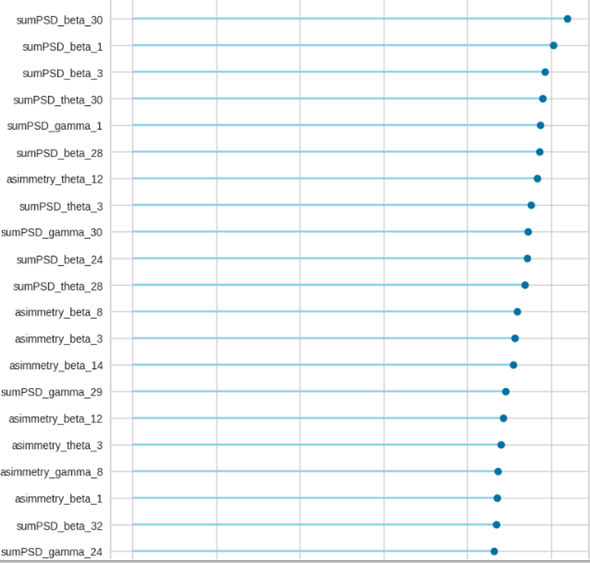 sumPSD_beta_30
sumPSD_beta_1
sumPSD_beta_3
sumPSD_theta_30
sumPSD_gamma_1
sumPSD_beta_28
asimmetry_theta_12
sumPSD_theta_3
sumPSD_gamma_30
sumPSD_beta_24
sumPSD_theta_28
asimmetry_beta_8
asimmetry_beta_3
asimmetry_beta_14
sumPSD_gamma_29
asimmetry_beta_12
asimmetry_theta_3
asimmetry_gamma_8
asimmetry_beta_1
sumPSD_beta_32
sumPSD_gamma_24